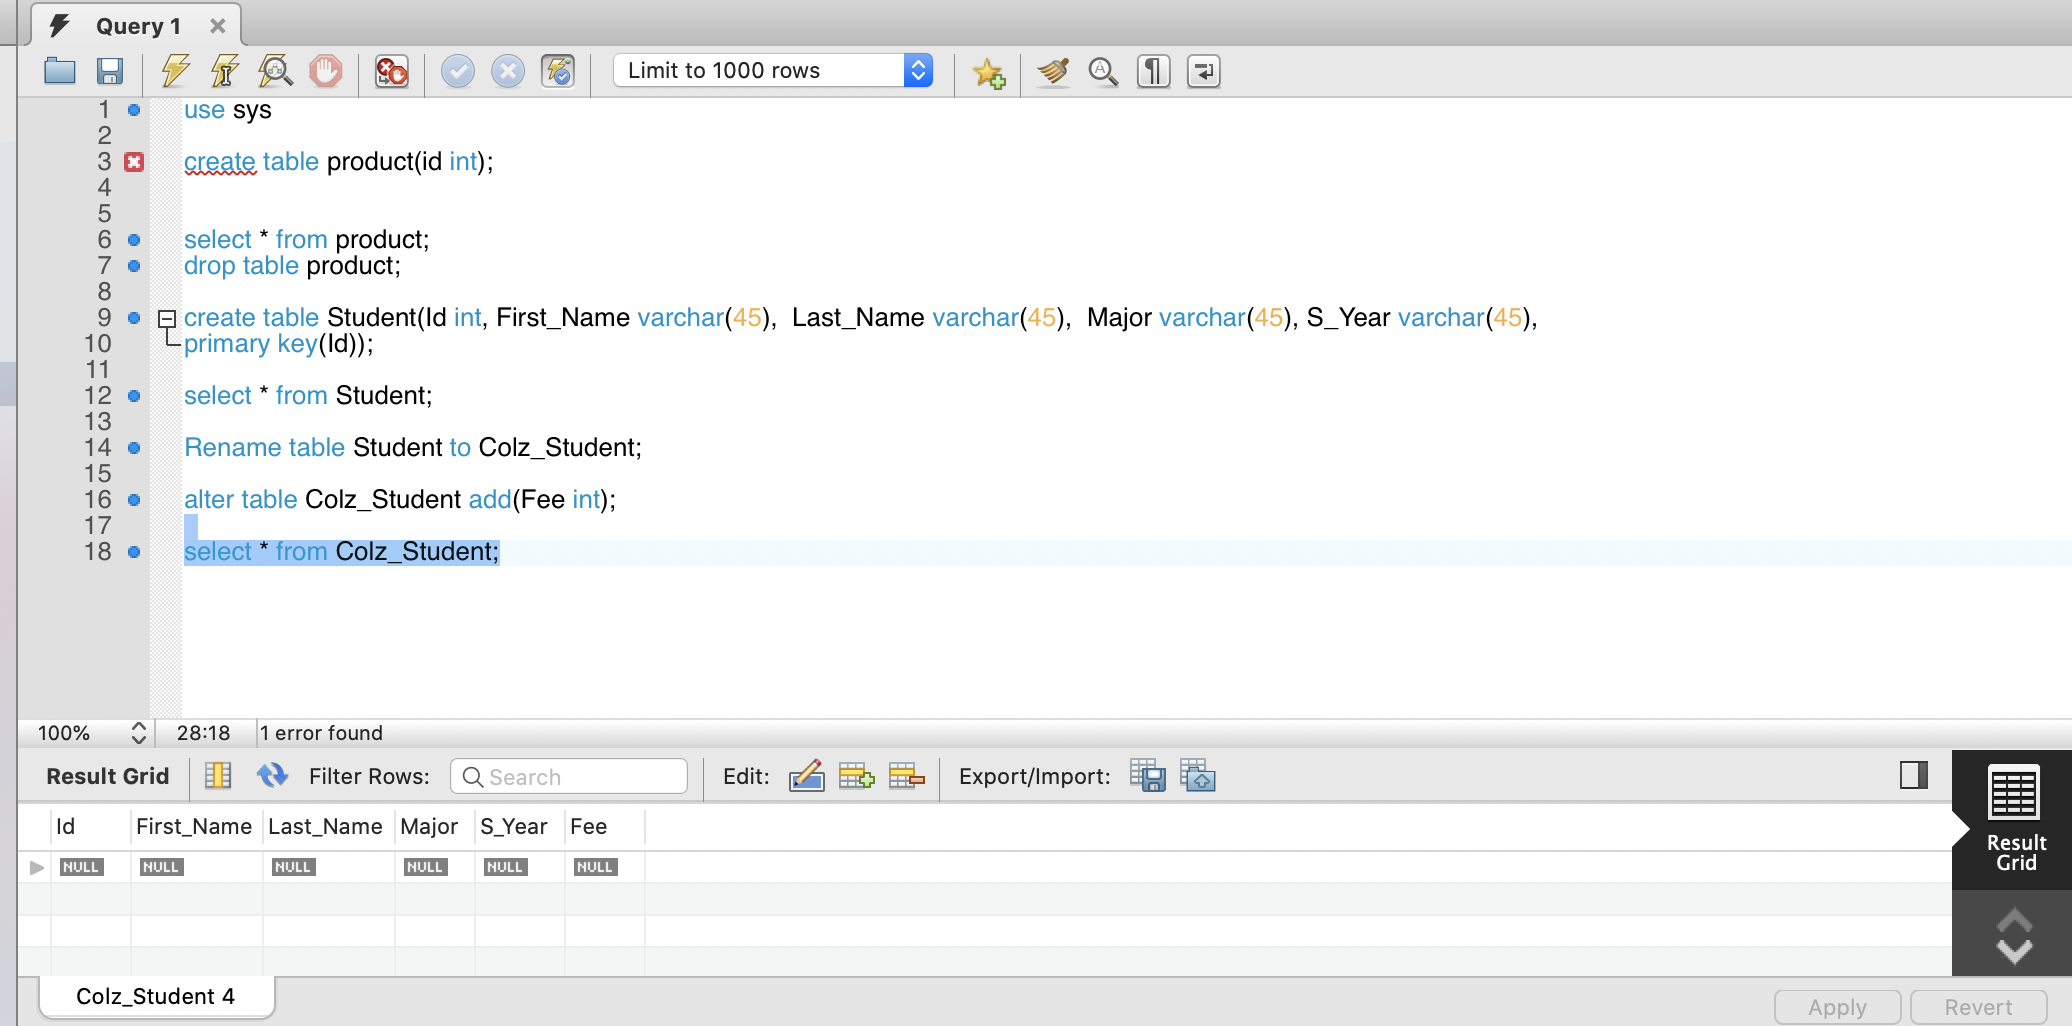 Query 1
Limit to 1000 rows
1 use sys
2
3 create table product(id int);
4
5
6 select * from product;
7 drop table product;
8
9 create table Student(Id int, First_Name varchar(45),  Last_Name varchar(45),  Major varchar(45), S_Year varchar(45),
10 primary key(Id));
11
12 select * from Student;
13
14 Rename table Student to Colz_Student;
15
16 alter table Colz_Student add(Fee int);
17
18 select * from Colz_Student;
100% 28:18 1 error found
Result Grid Filter Rows: Search Edit: Export/Import:
Id First_Name Last_Name Major S_Year Fee
NULL NULL NULL NULL NULL NULL
Result
Grid
Colz_Student 4
Apply Revert